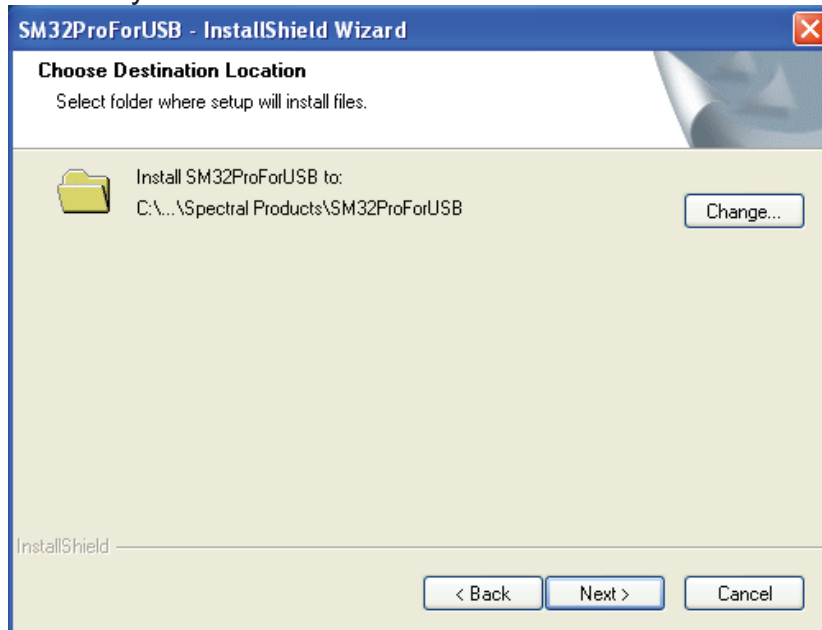 SM32ProForUSB - InstallShield Wizard
Choose Destination Location
Select folder where setup will install files.
Install SM32ProForUSB to:
C:\...\Spectral Products\SM32ProForUSB
Change...
InstallShield
< Back Next > Cancel